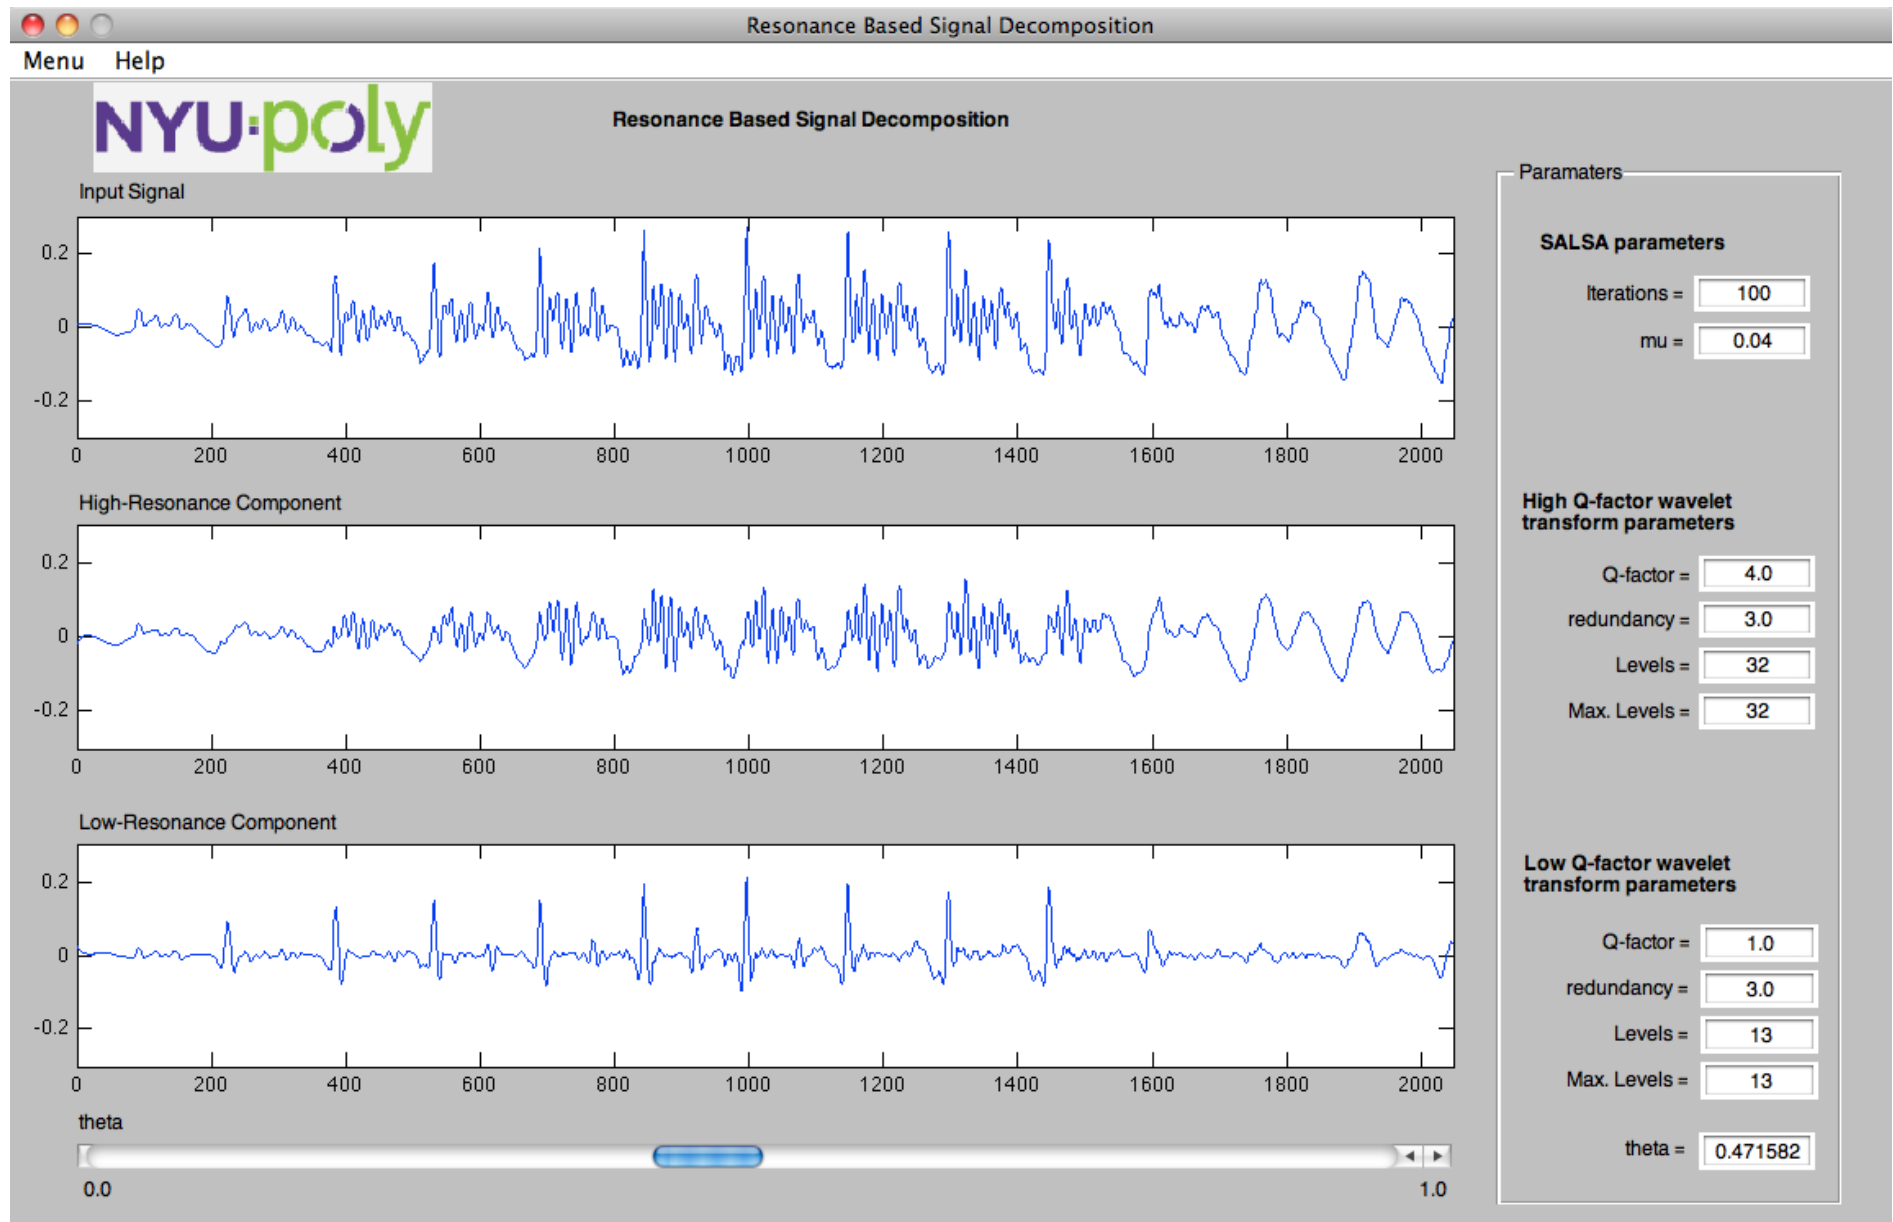 Resonance Based Signal Decomposition
Menu Help
NYU:poly
Resonance Based Signal Decomposition
Input Signal
0.2
0
-0.2
0 200 400 600 800 1000 1200 1400 1600 1800 2000
High-Resonance Component
0.2
0
-0.2
0 200 400 600 800 1000 1200 1400 1600 1800 2000
Low-Resonance Component
0.2
0
-0.2
0 200 400 600 800 1000 1200 1400 1600 1800 2000
theta
0.0 1.0
Paramaters
SALSA parameters
Iterations = 100
mu = 0.04
High Q-factor wavelet
transform parameters
Q-factor = 4.0
redundancy = 3.0
Levels = 32
Max. Levels = 32
Low Q-factor wavelet
transform parameters
Q-factor = 1.0
redundancy = 3.0
Levels = 13
Max. Levels = 13
theta = 0.471582